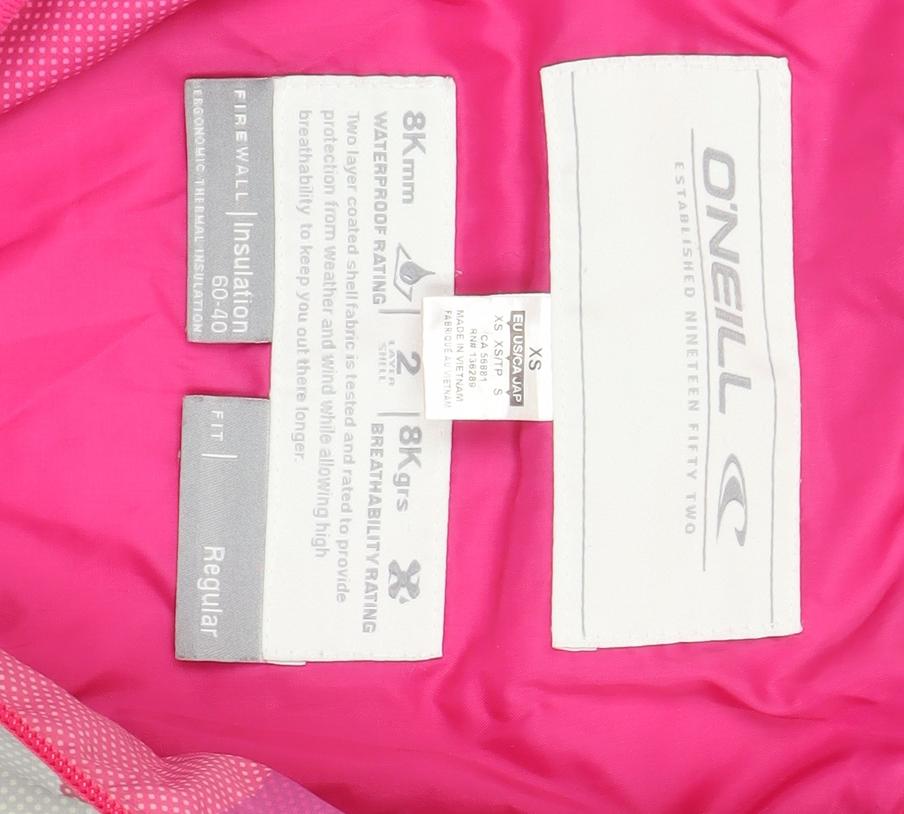 O'NEILL
ESTABLISHED NINETEEN FIFTY TWO
XS
EU US/CA JAP
XS XS/TP S
CA 56881
RN# 136289
MADE IN VIETNAM
FABRIQUÉ AU VIETNAM
8Kmm 2 8Kgrs
WATERPROOF RATING LAYER SHELL BREATHABILITY RATING
Two layer coated shell fabric is tested and rated to provide
protection from weather and wind while allowing high
breathability to keep you out there longer.
FIREWALL | Insulation
60-40
ERGONOMIC THERMAL INSULATION
FIT |
Regular